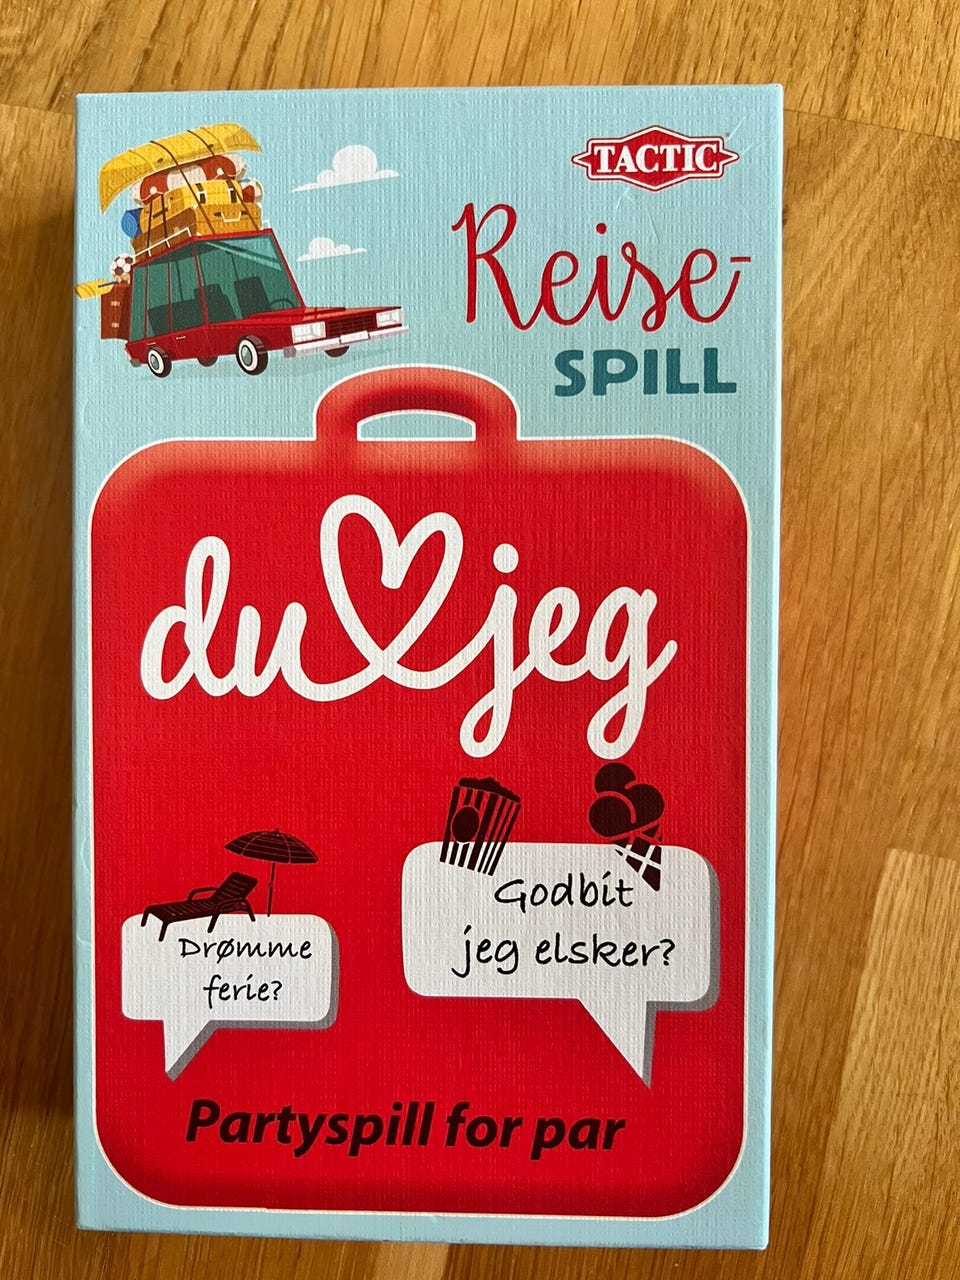 TACTIC
Reise-
SPILL
du jeg
Godbit
jeg elsker?
Drømme
ferie?
Partyspill for par